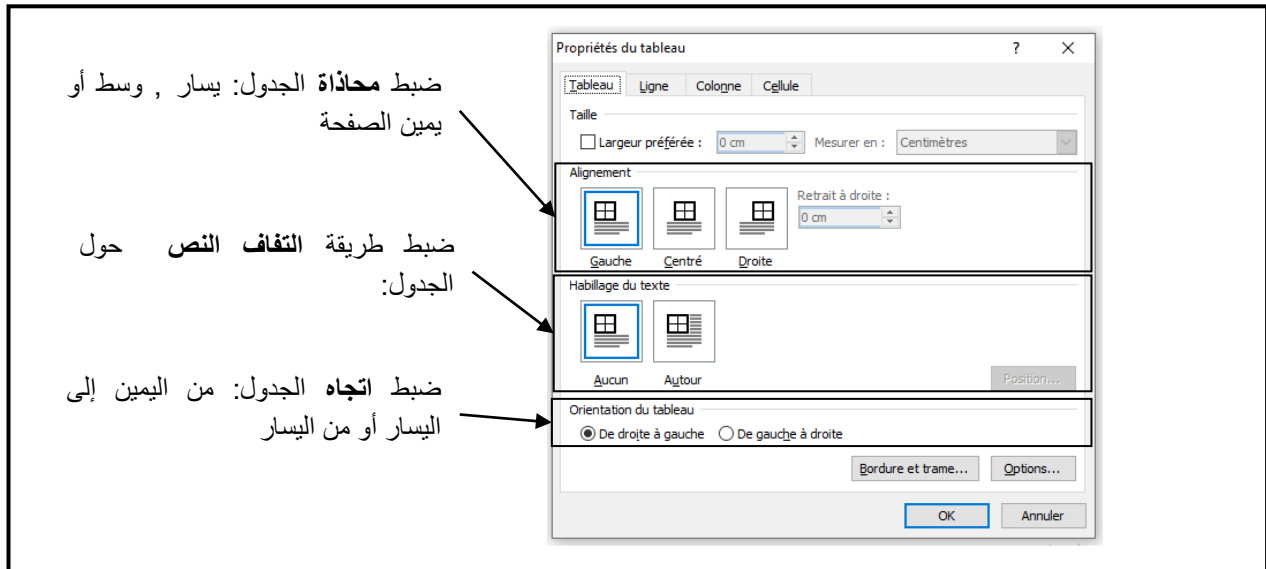 ضبط محاذاة الجدول: يسار , وسط أو
يمين الصفحة
ضبط طريقة التفاف النص حول
الجدول:
ضبط اتجاه الجدول: من اليمين إلى
اليسار أو من اليسار
Propriétés du tableau ? ×
Tableau Ligne Colonne Cellule
Taille
Largeur préférée : 0 cm Mesurer en : Centimètres
Alignement
Retrait à droite :
0 cm
Gauche Centré Droite
Habillage du texte
Aucun Autour Position...
Orientation du tableau
De droite à gauche De gauche à droite
Bordure et trame... Options...
OK Annuler